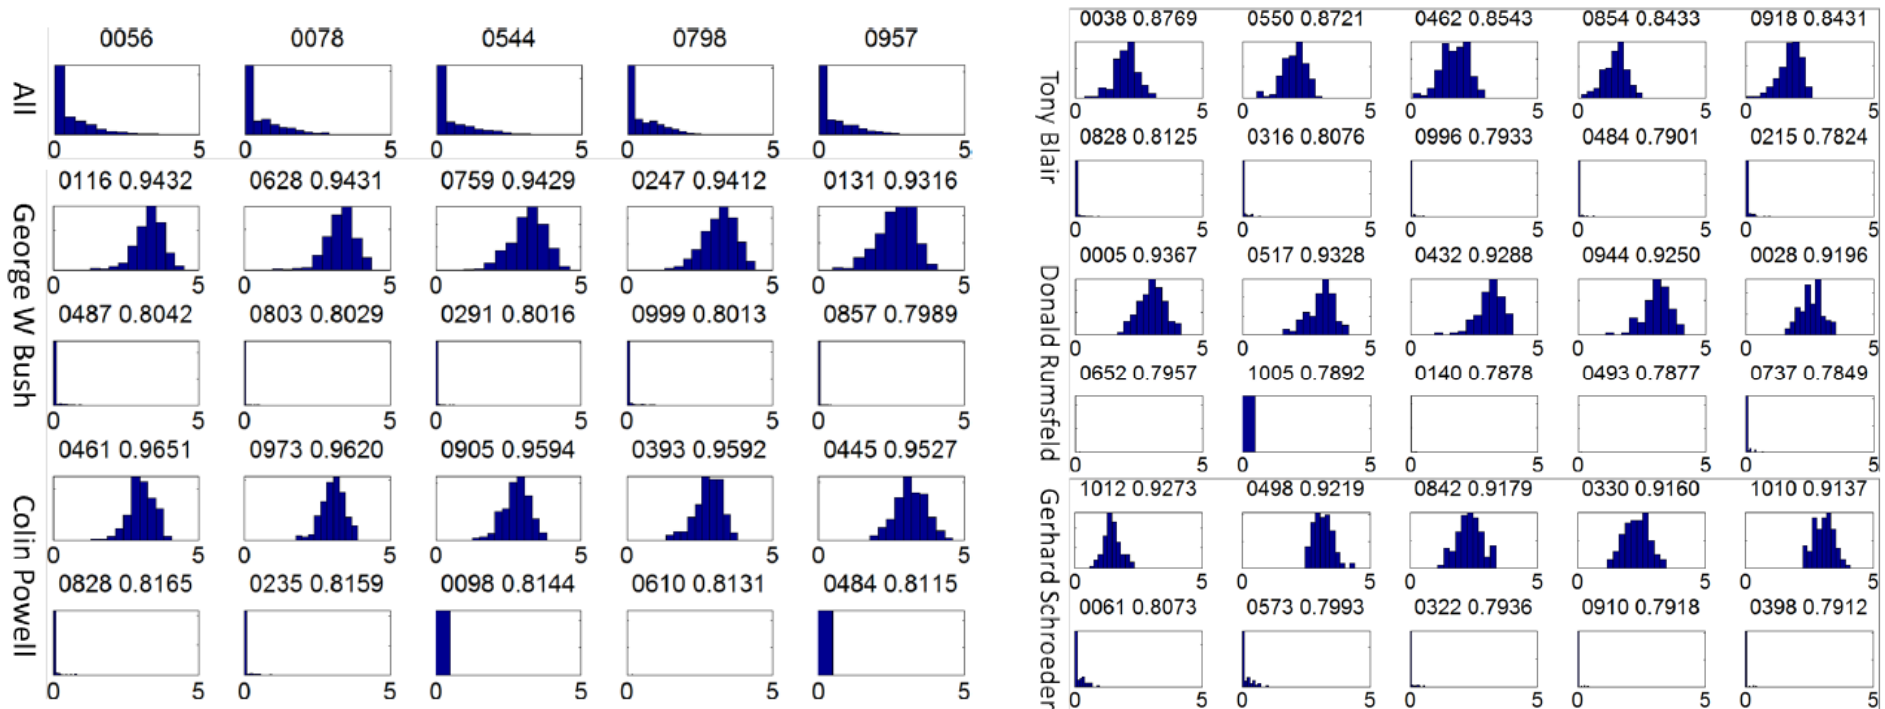 All
0056 0078 0544 0798 0957
0 5 0 5 0 5 0 5 0 5
George W Bush
0116 0.9432 0628 0.9431 0759 0.9429 0247 0.9412 0131 0.9316
0 5 0 5 0 5 0 5 0 5
0487 0.8042 0803 0.8029 0291 0.8016 0999 0.8013 0857 0.7989
0 5 0 5 0 5 0 5 0 5
Colin Powell
0461 0.9651 0973 0.9620 0905 0.9594 0393 0.9592 0445 0.9527
0 5 0 5 0 5 0 5 0 5
0828 0.8165 0235 0.8159 0098 0.8144 0610 0.8131 0484 0.8115
0 5 0 5 0 5 0 5 0 5
Tony Blair
0038 0.8769 0550 0.8721 0462 0.8543 0854 0.8433 0918 0.8431
0 5 0 5 0 5 0 5 0 5
0828 0.8125 0316 0.8076 0996 0.7933 0484 0.7901 0215 0.7824
0 5 0 5 0 5 0 5 0 5
Donald Rumsfeld
0005 0.9367 0517 0.9328 0432 0.9288 0944 0.9250 0028 0.9196
0 5 0 5 0 5 0 5 0 5
0652 0.7957 1005 0.7892 0140 0.7878 0493 0.7877 0737 0.7849
0 5 0 5 0 5 0 5 0 5
Gerhard Schroeder
1012 0.9273 0498 0.9219 0842 0.9179 0330 0.9160 1010 0.9137
0 5 0 5 0 5 0 5 0 5
0061 0.8073 0573 0.7993 0322 0.7936 0910 0.7918 0398 0.7912
0 5 0 5 0 5 0 5 0 5